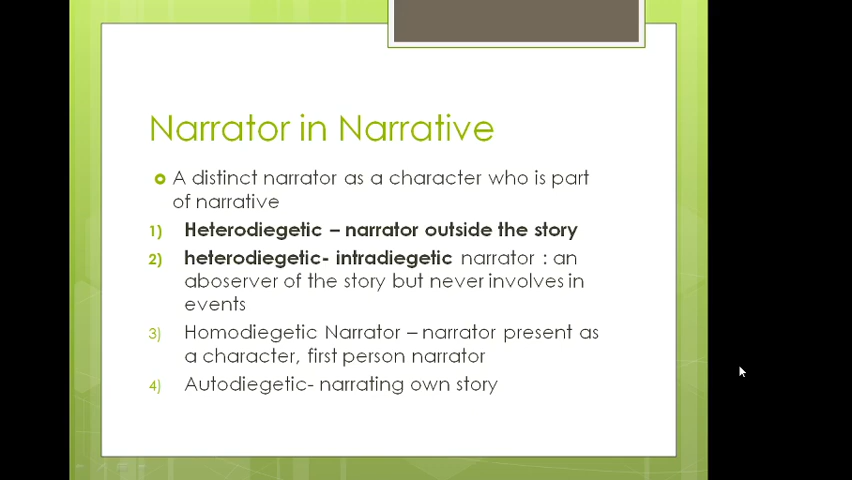 Narrator in Narrative
A distinct narrator as a character who is part
of narrative
1) Heterodiegetic – narrator outside the story
2) heterodiegetic- intradiegetic narrator : an
aboserver of the story but never involves in
events
3) Homodiegetic Narrator – narrator present as
a character, first person narrator
4) Autodiegetic- narrating own story